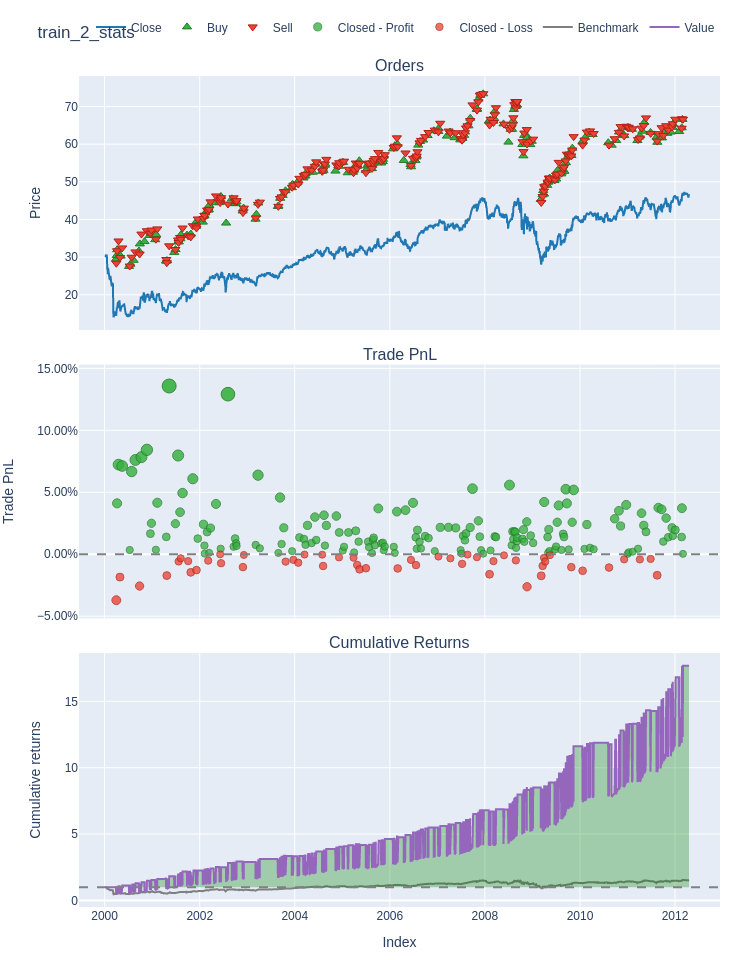 train_2_stats
Close Buy Sell Closed - Profit Closed - Loss Benchmark Value
Orders
Price
70
60
50
40
30
20
Trade PnL
Trade PnL
15.00%
10.00%
5.00%
0.00%
−5.00%
Cumulative Returns
Cumulative returns
15
10
5
0
2000 2002 2004 2006 2008 2010 2012
Index